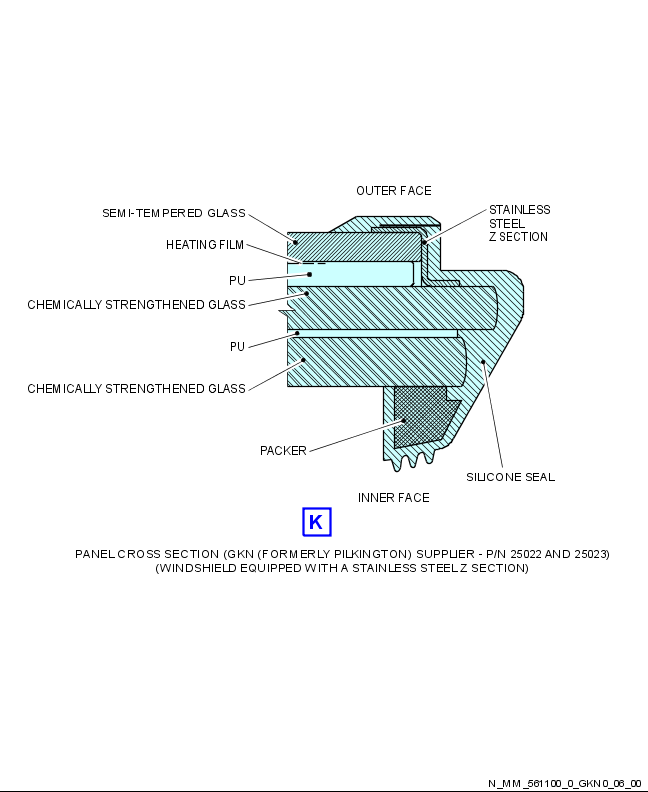 OUTER FACE
SEMI-TEMPERED GLASS
STAINLESS
STEEL
Z SECTION
HEATING FILM
PU
CHEMICALLY STRENGTHENED GLASS
PU
CHEMICALLY STRENGTHENED GLASS
PACKER
SILICONE SEAL
INNER FACE
K
PANEL CROSS SECTION (GKN (FORMERLY PILKINGTON) SUPPLIER - P/N 25022 AND 25023)
(WINDSHIELD EQUIPPED WITH A STAINLESS STEEL Z SECTION)
N_MM_561100_0_GKN0_06_00